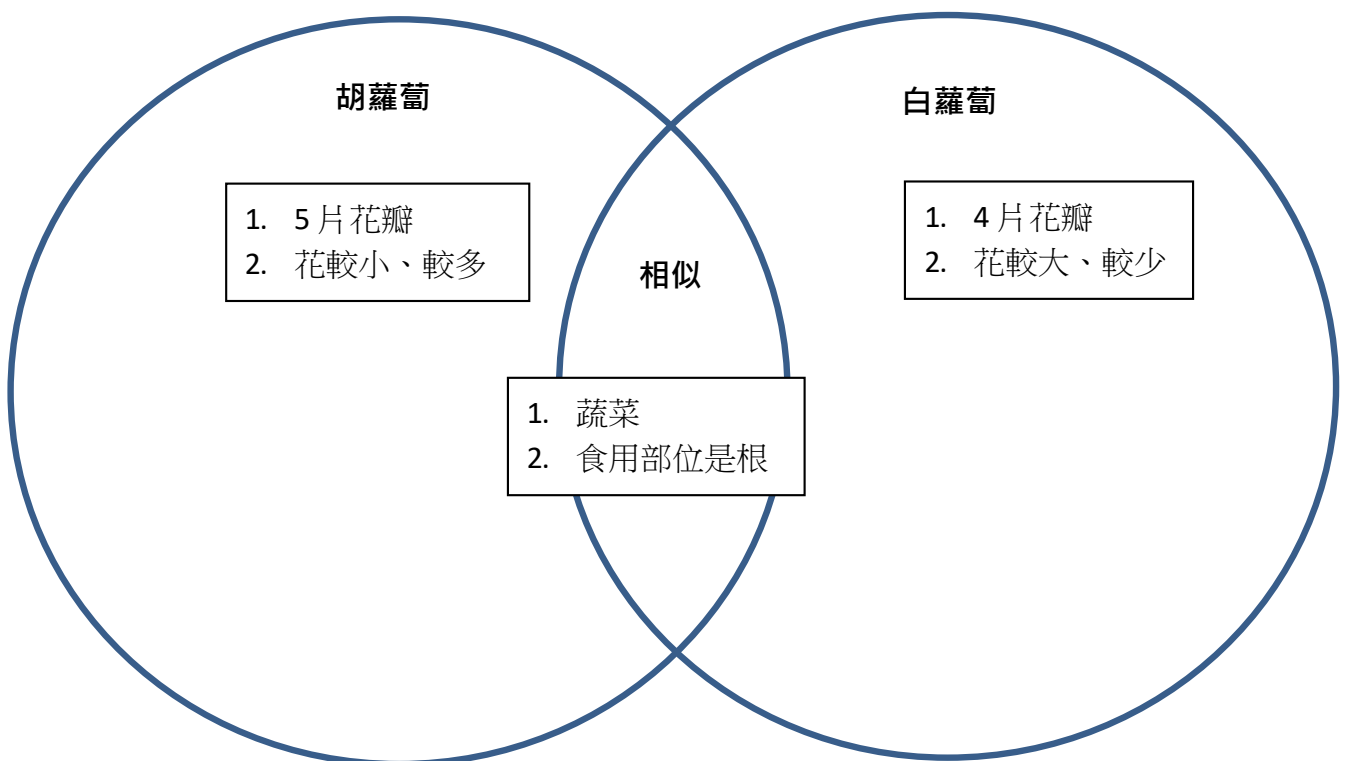 胡蘿蔔
1. 5 片花瓣
2. 花較小、較多
相似
1. 蔬菜
2. 食用部位是根
白蘿蔔
1. 4 片花瓣
2. 花較大、較少